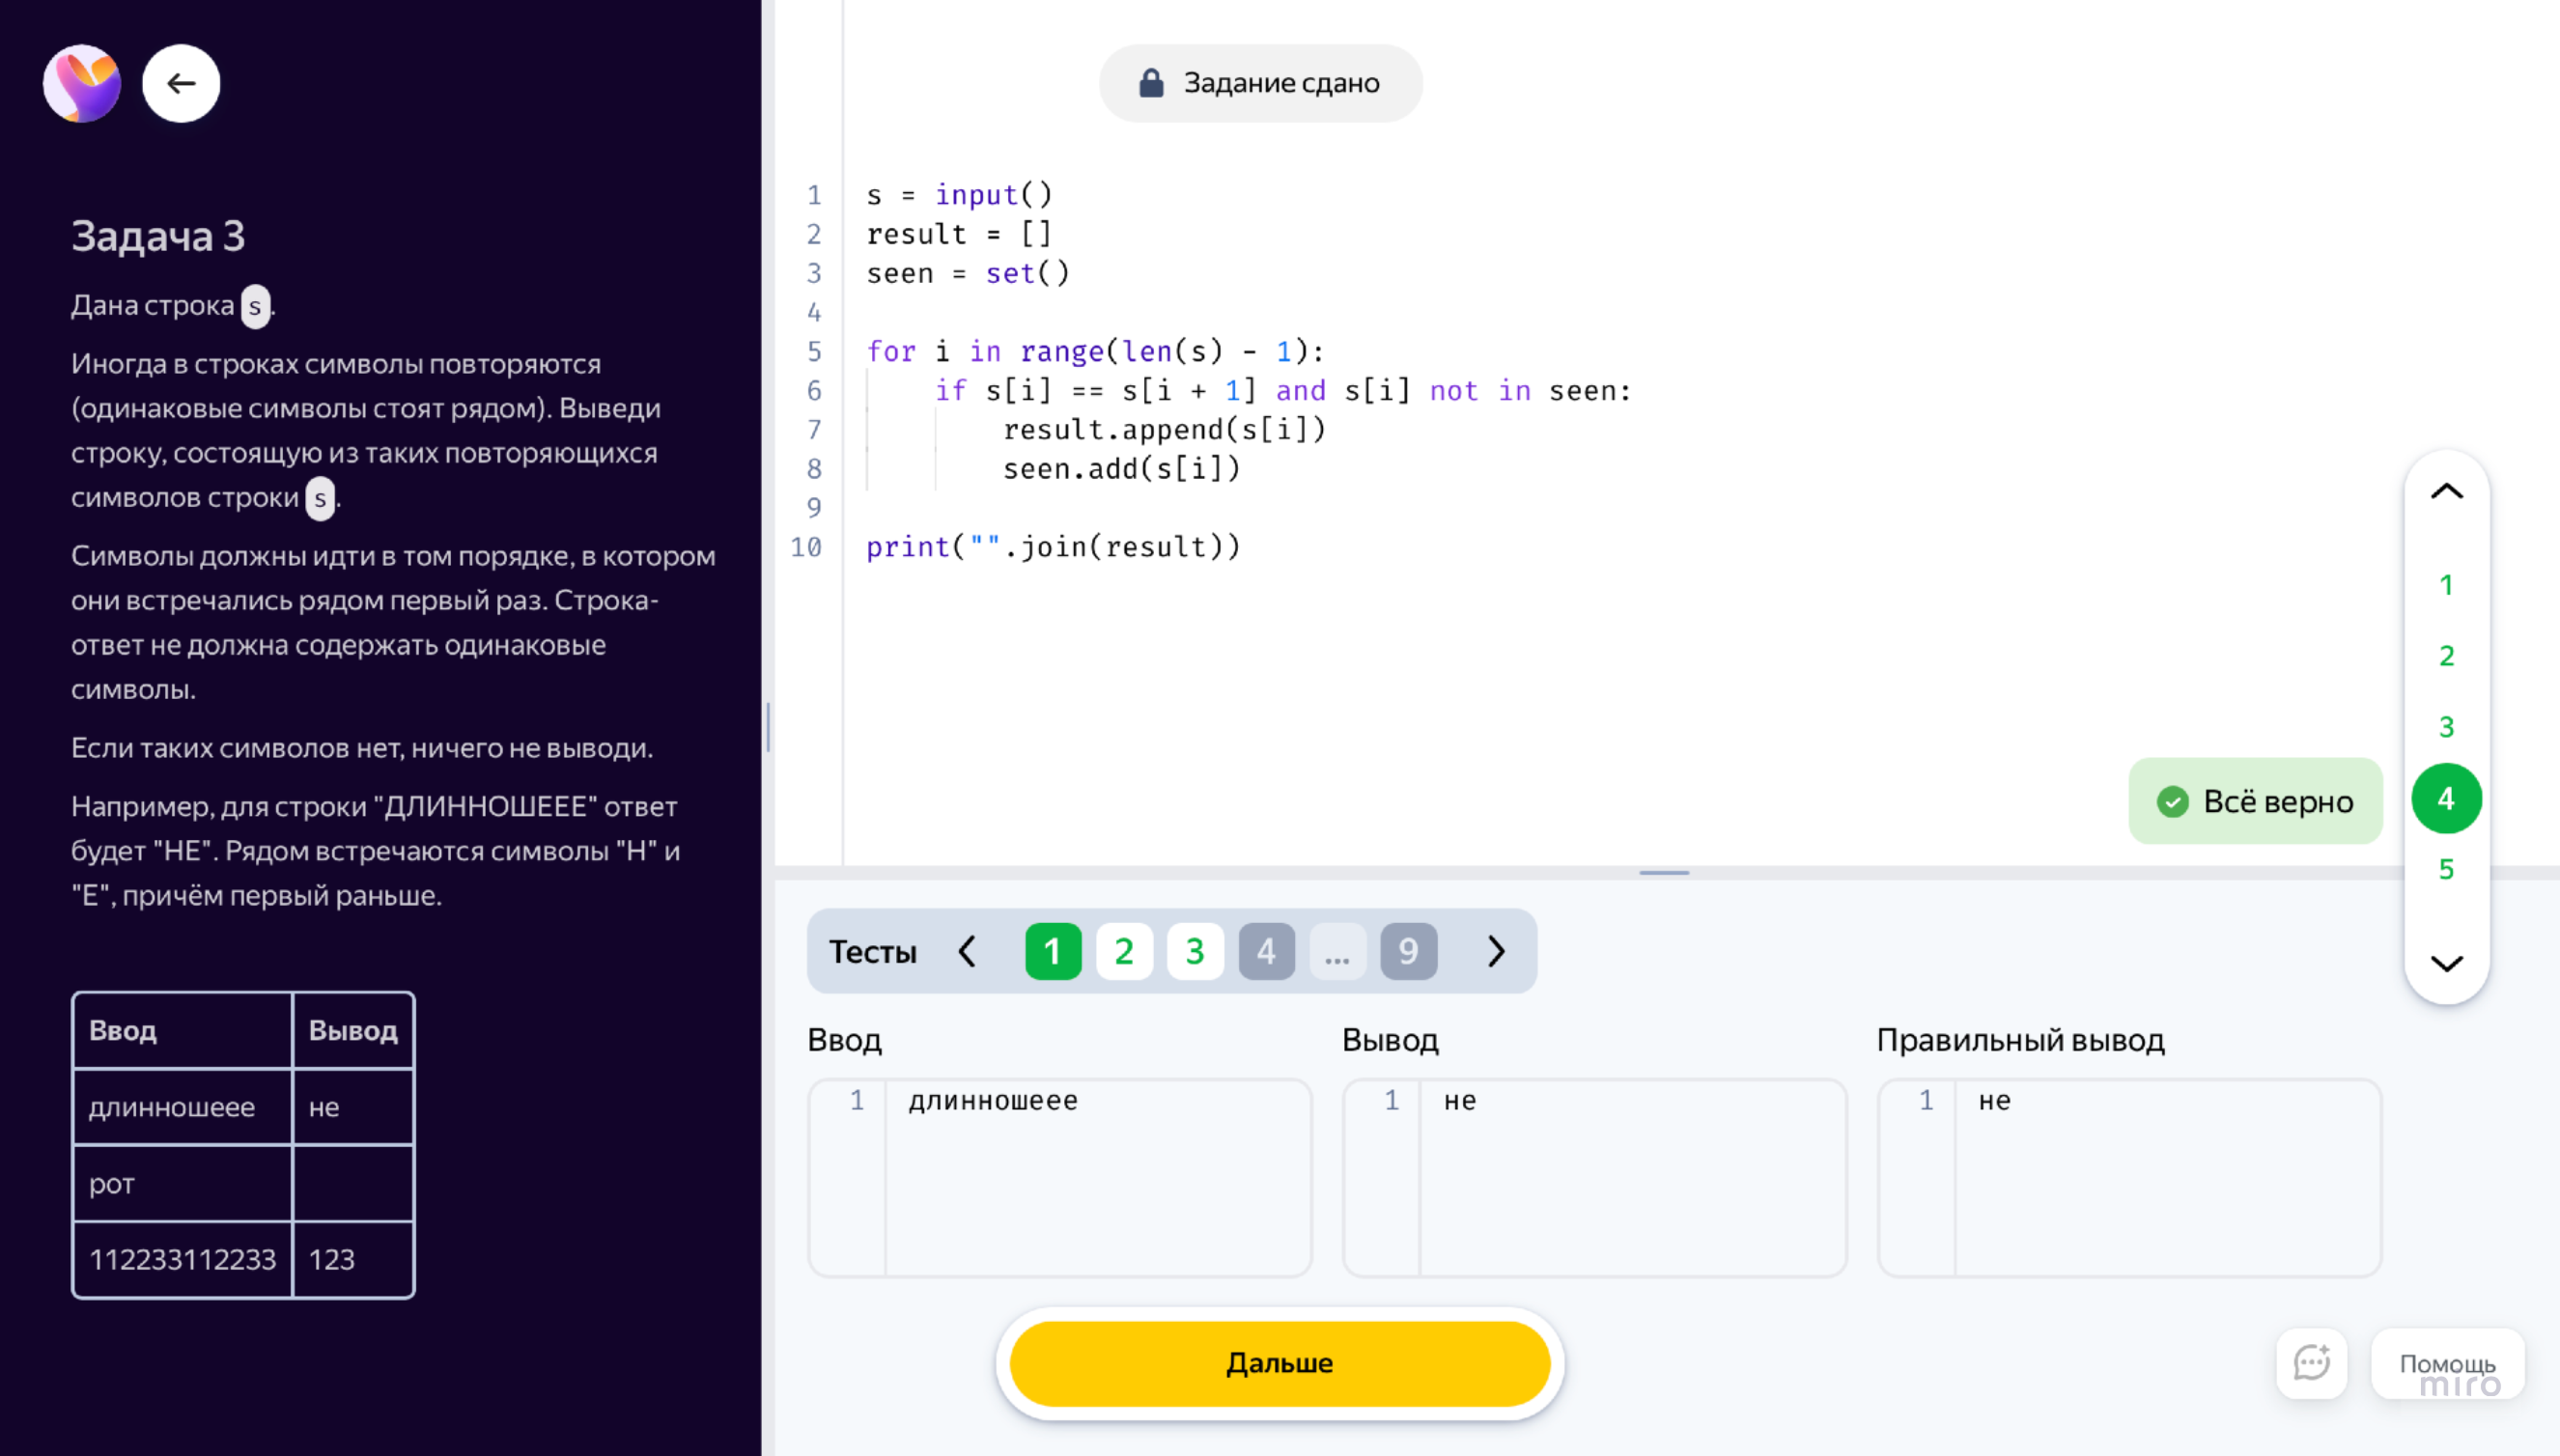 Задача 3
Дана строка s.
Иногда в строках символы повторяются
(одинаковые символы стоят рядом). Выведи
строку, состоящую из таких повторяющихся
символов строки s.
Символы должны идти в том порядке, в котором
они встречались рядом первый раз. Строка-
ответ не должна содержать одинаковые
символы.
Если таких символов нет, ничего не выводи.
Например, для строки "ДЛИННОШЕЕЕ" ответ
будет "НЕ". Рядом встречаются символы "Н" и
"Е", причём первый раньше.
Ввод Вывод
длинношеее не
рот
112233112233 123
Задание сдано
1 s = input()
2 result = []
3 seen = set()
4
5 for i in range(len(s) - 1):
6     if s[i] == s[i + 1] and s[i] not in seen:
7         result.append(s[i])
8         seen.add(s[i])
9
10 print("".join(result))
1
2
3
4
5
Всё верно
Тесты 1 2 3 4 ... 9
Ввод Вывод Правильный вывод
1 длинношеее 1 не 1 не
Дальше
Помощь
miro